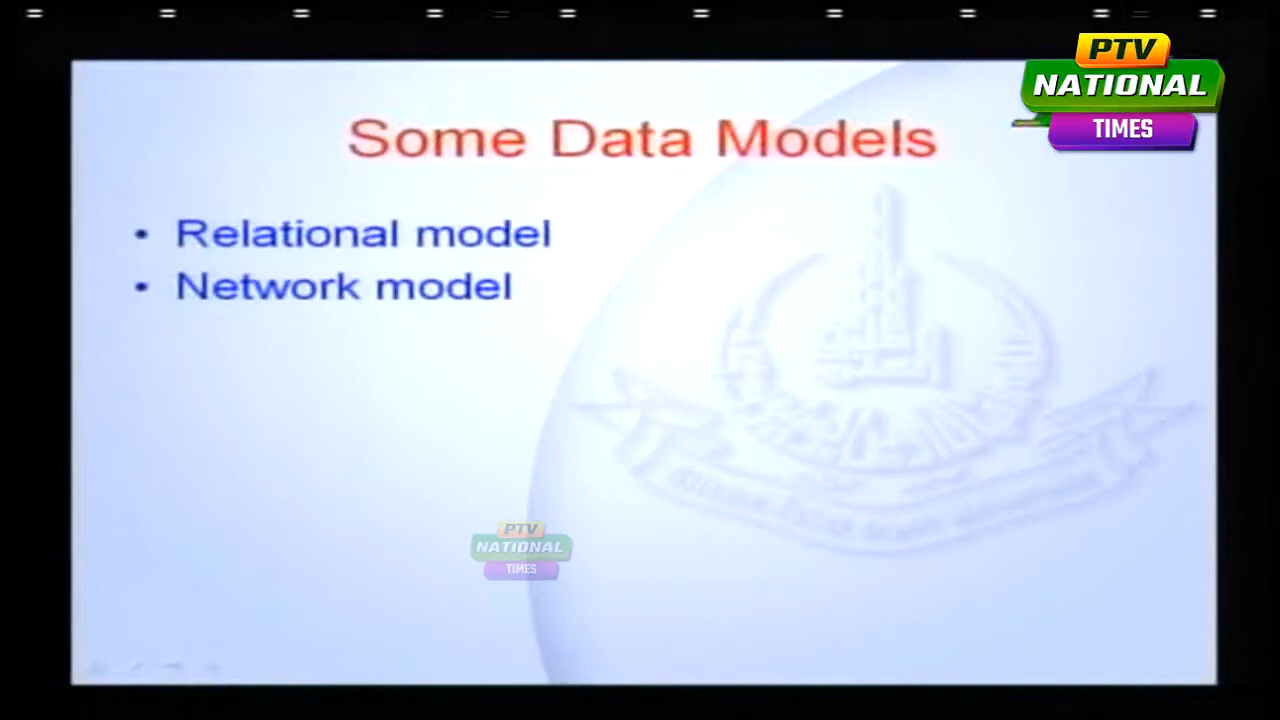 PTV
NATIONAL
TIMES
Some Data Models
• Relational model
• Network model
PTV
NATIONAL
TIMES